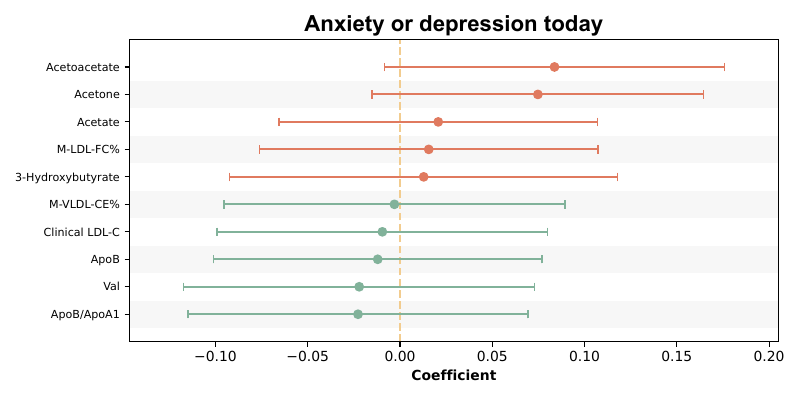 Anxiety or depression today
Acetoacetate
Acetone
Acetate
M-LDL-FC%
3-Hydroxybutyrate
M-VLDL-CE%
Clinical LDL-C
ApoB
Val
ApoB/ApoA1
−0.10 −0.05 0.00 0.05 0.10 0.15 0.20
Coefficient